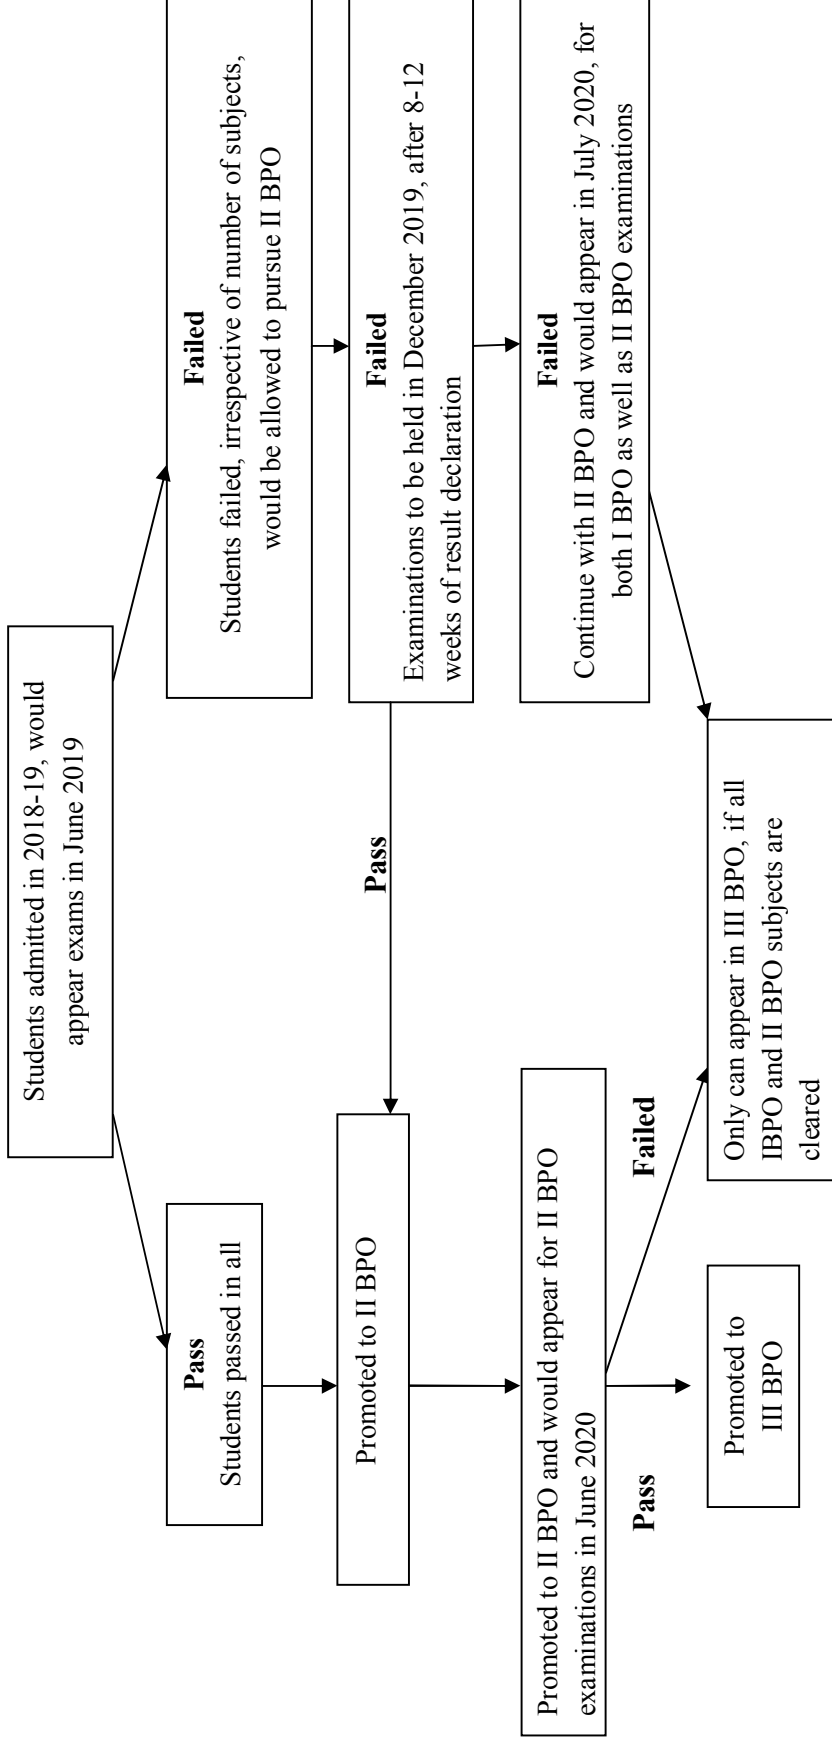 Students admitted in 2018-19, would
appear exams in June 2019
Pass
Students passed in all
Failed
Students failed, irrespective of number of subjects,
would be allowed to pursue II BPO
Promoted to II BPO
Pass
Failed
Examinations to be held in December 2019, after 8-12
weeks of result declaration
Promoted to II BPO and would appear for II BPO
examinations in June 2020
Failed
Continue with II BPO and would appear in July 2020, for
both I BPO as well as II BPO examinations
Pass
Failed
Promoted to
III BPO
Only can appear in III BPO, if all
IBPO and II BPO subjects are
cleared